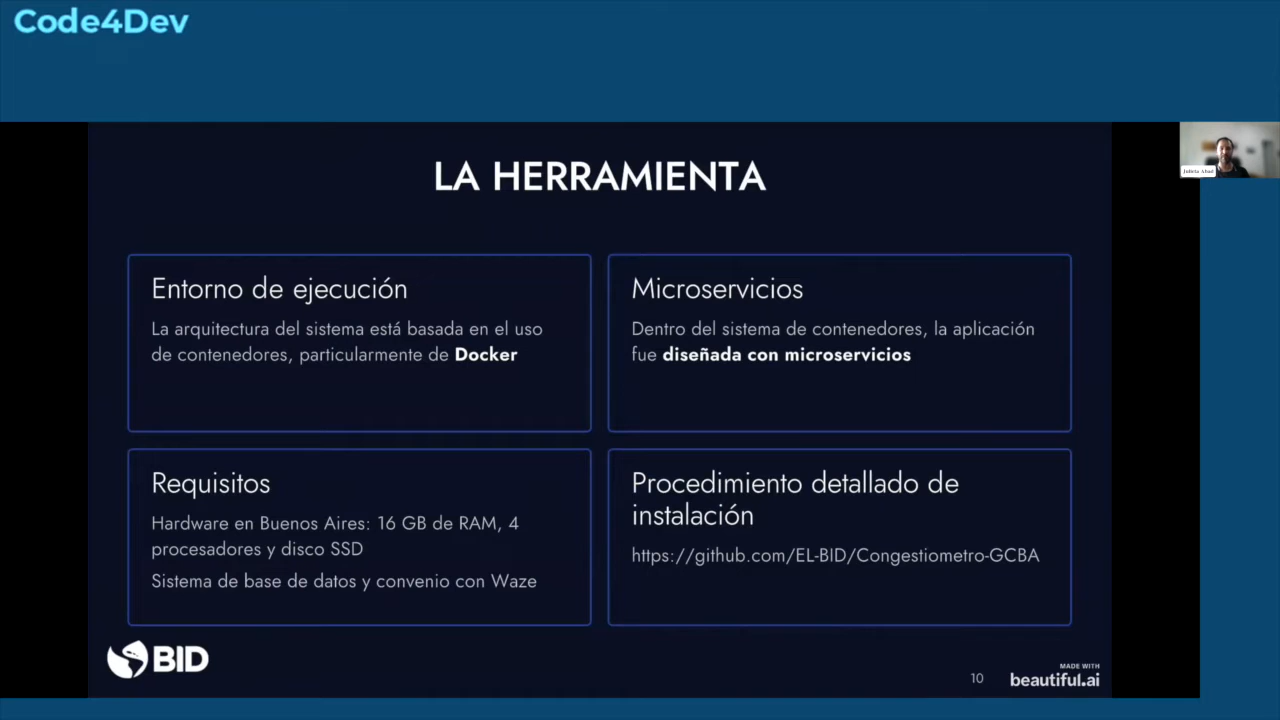 Code4Dev
LA HERRAMIENTA
Entorno de ejecución
La arquitectura del sistema está basada en el uso
de contenedores, particularmente de Docker
Microservicios
Dentro del sistema de contenedores, la aplicación
fue diseñada con microservicios
Requisitos
Hardware en Buenos Aires: 16 GB de RAM, 4
procesadores y disco SSD
Sistema de base de datos y convenio con Waze
Procedimiento detallado de
instalación
https://github.com/EL-BID/Congestiometro-GCBA
BID
10
MADE WITH
beautiful.ai
Julieta Abad